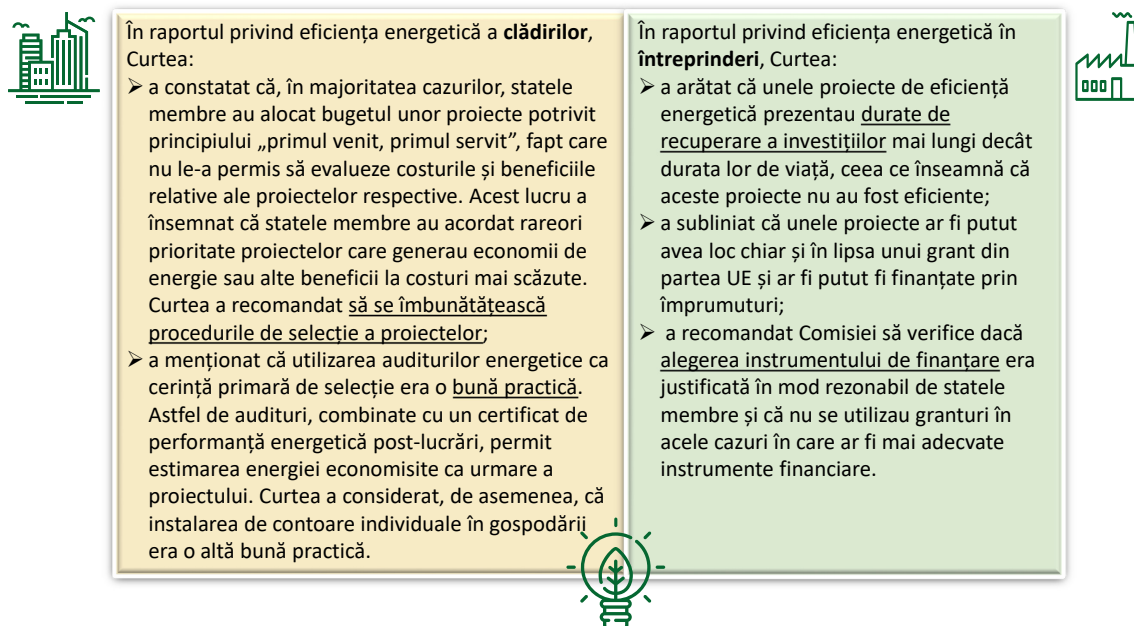 În raportul privind eficiența energetică a clădirilor,
Curtea:
➢ a constatat că, în majoritatea cazurilor, statele
membre au alocat bugetul unor proiecte potrivit
principiului „primul venit, primul servit”, fapt care
nu le-a permis să evalueze costurile și beneficiile
relative ale proiectelor respective. Acest lucru a
însemnat că statele membre au acordat rareori
prioritate proiectelor care generau economii de
energie sau alte beneficii la costuri mai scăzute.
Curtea a recomandat să se îmbunătățească
procedurile de selecție a proiectelor;
➢ a menționat că utilizarea auditurilor energetice ca
cerință primară de selecție era o bună practică.
Astfel de audituri, combinate cu un certificat de
performanță energetică post-lucrări, permit
estimarea energiei economisite ca urmare a
proiectului. Curtea a considerat, de asemenea, că
instalarea de contoare individuale în gospodării
era o altă bună practică.
În raportul privind eficiența energetică în
întreprinderi, Curtea:
➢ a arătat că unele proiecte de eficiență
energetică prezentau durate de
recuperare a investițiilor mai lungi decât
durata lor de viață, ceea ce înseamnă că
aceste proiecte nu au fost eficiente;
➢ a subliniat că unele proiecte ar fi putut
avea loc chiar și în lipsa unui grant din
partea UE și ar fi putut fi finanțate prin
împrumuturi;
➢ a recomandat Comisiei să verifice dacă
alegerea instrumentului de finanțare era
justificată în mod rezonabil de statele
membre și că nu se utilizau granturi în
acele cazuri în care ar fi mai adecvate
instrumente financiare.